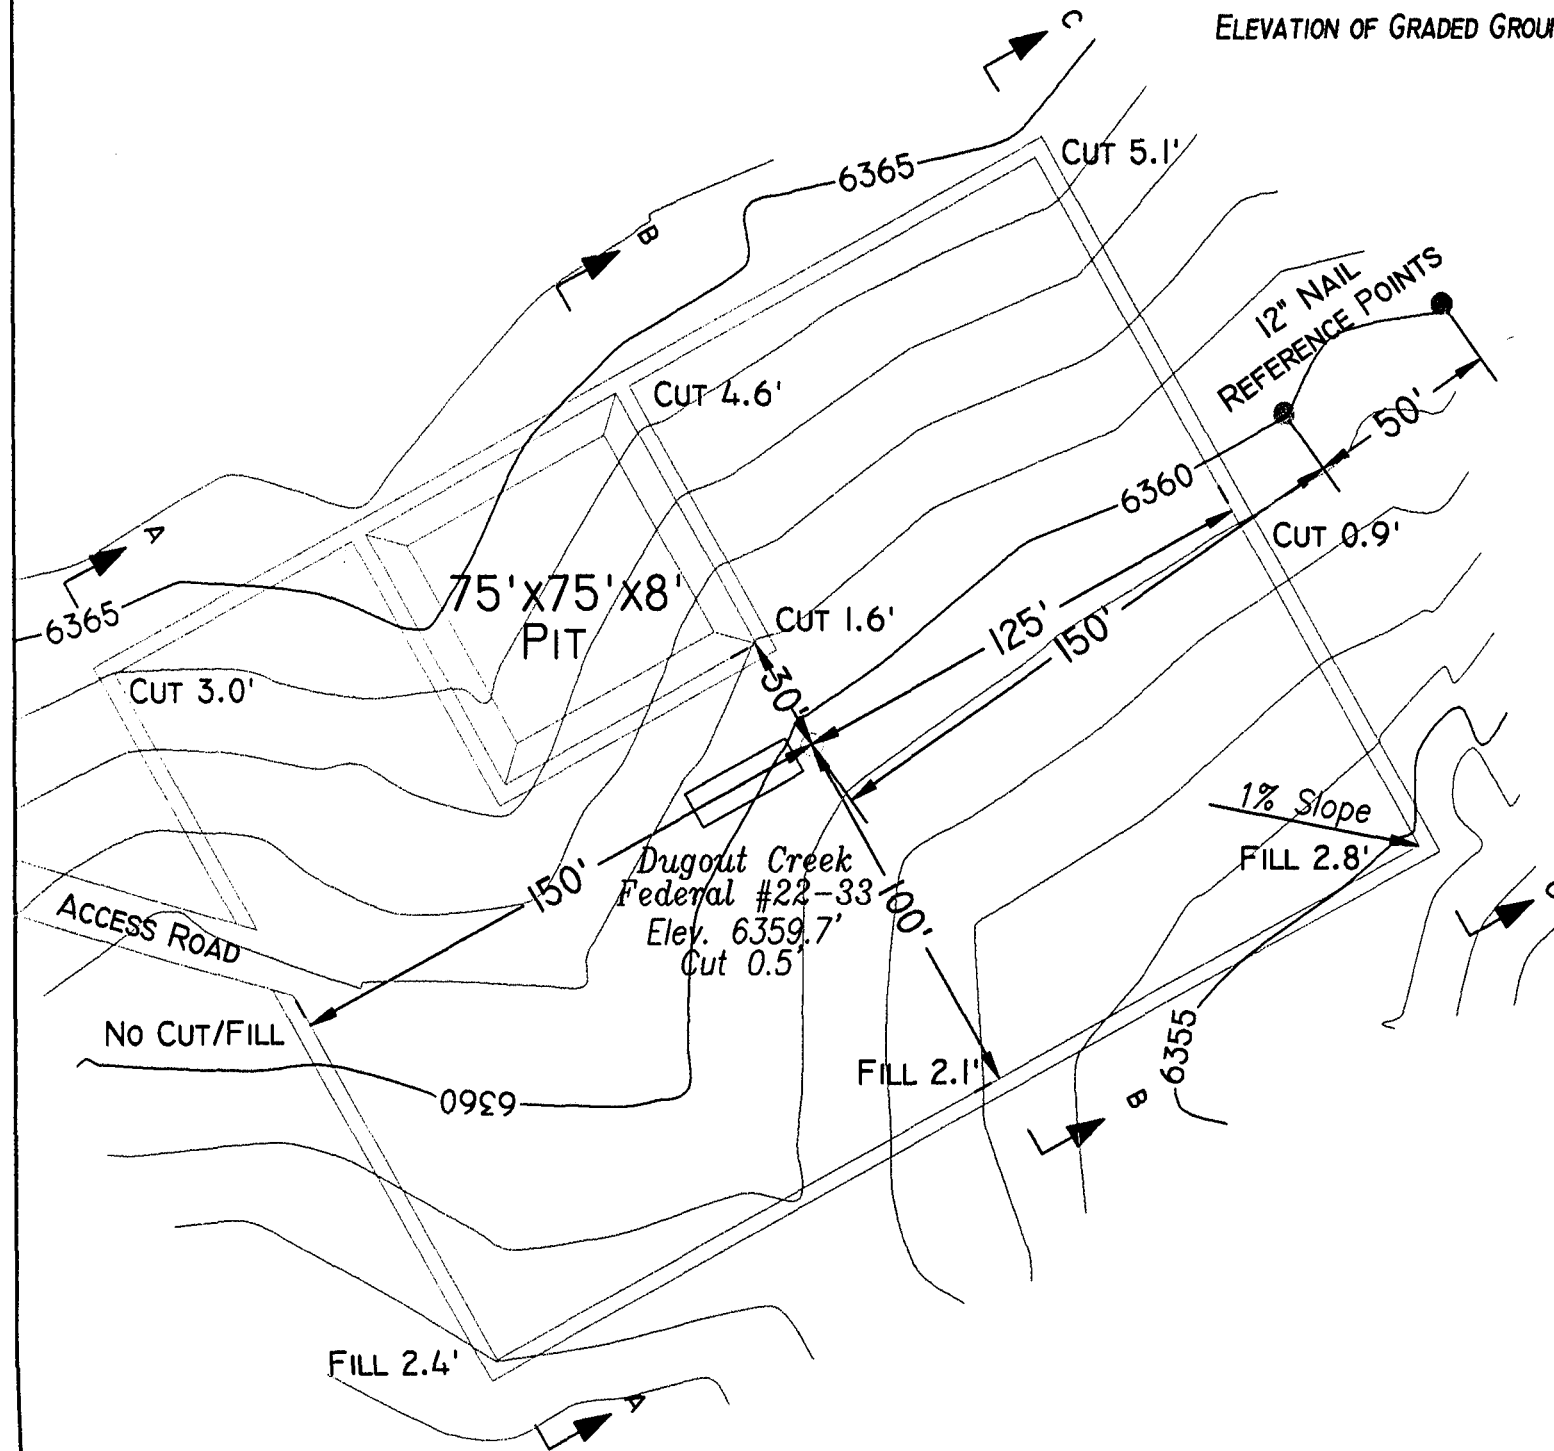 ELEVATION OF GRADED
C
CUT 5.1'
6365
B
12" NAIL
REFERENCE POINTS
CUT 4.6'
50'
6360
A
CUT 0.9'
75'x75'x8'
PIT
6365
CUT 1.6'
125'
150'
30'
CUT 3.0'
1% Slope
FILL 2.8'
Dugout Creek
Federal #22-33
Elev. 6359.7'
Cut 0.5'
150'
100'
ACCESS ROAD
NO CUT/FILL
6355
FILL 2.1'
6360
B
FILL 2.4'
A